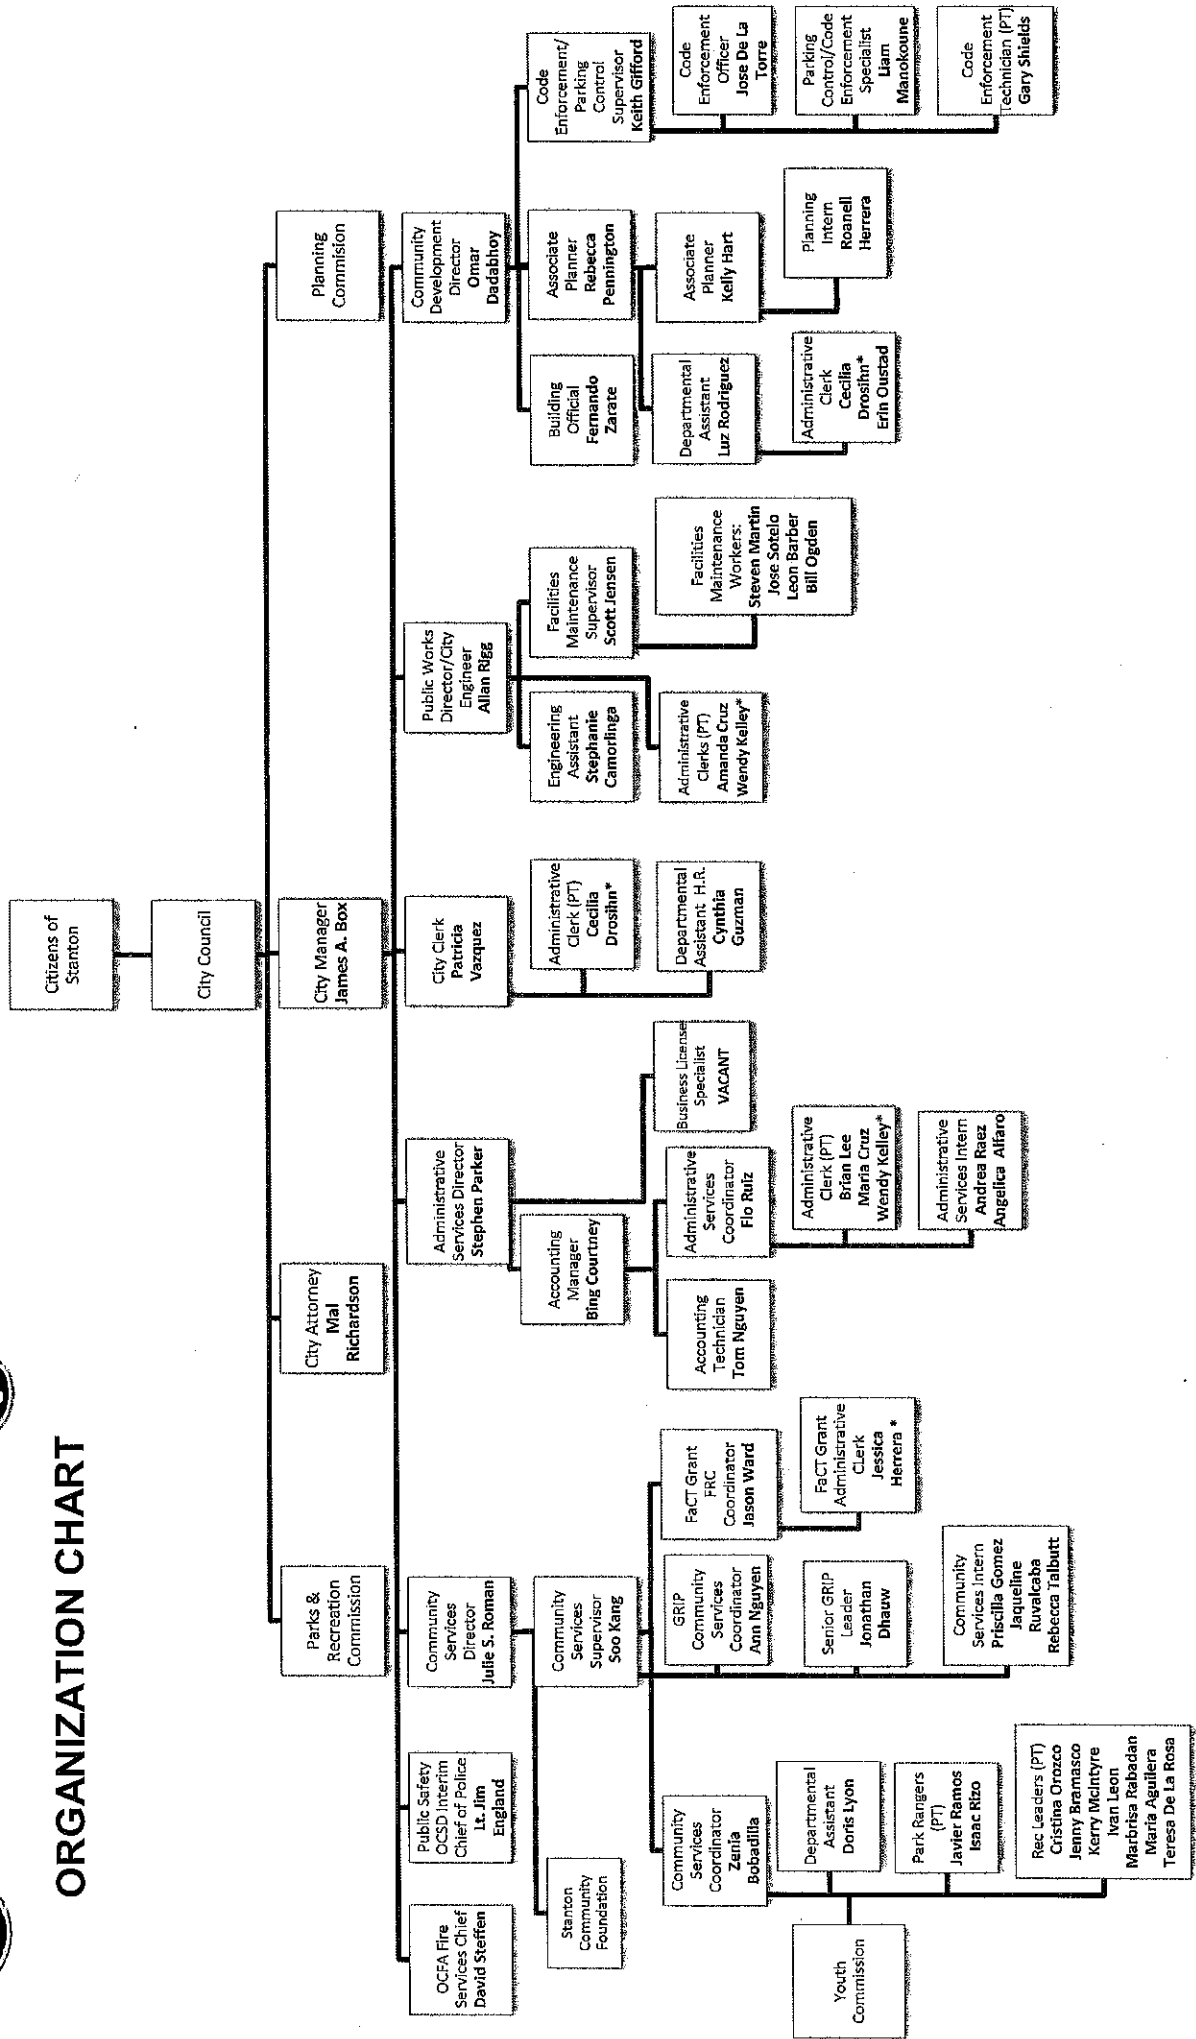 ORGANIZATION CHART
Citizens of
Stanton
City Council
Parks &
Recreation
Commission
City Attorney
Mal
Richardson
City Manager
James A. Box
Planning
Commision
OCFA Fire
Services Chief
David Steffen
Public Safety
OCSD Interim
Chief of Police
Lt. Jim
England
Community
Services
Director
Julie S. Roman
Administrative
Services Director
Stephen Parker
City Clerk
Patricia
Vazquez
Public Works
Director/City
Engineer
Allan Rigg
Community
Development
Director
Omar
Dadabhoy
Stanton
Community
Foundation
Community
Services
Supervisor
Soo Kang
Accounting
Manager
Bing Courtney
Administrative
Clerk (PT)
Cecilia
Drosihn*
Engineering
Assistant
Stephanie
Camorlinga
Facilities
Maintenance
Supervisor
Scott Jensen
Building
Official
Fernando
Zarate
Associate
Planner
Rebecca
Pennington
Code
Enforcement/
Parking
Control
Supervisor
Keith Gifford
Community
Services
Coordinator
Zenia
Bobadilla
GRIP
Community
Services
Coordinator
Ann Nguyen
FaCT Grant
FRC
Coordinator
Jason Ward
Accounting
Technician
Tom Nguyen
Administrative
Services
Coordinator
Flo Ruiz
Business License
Specialist
VACANT
Departmental
Assistant H.R.
Cynthia
Guzman
Administrative
Clerks (PT)
Amanda Cruz
Wendy Kelley*
Facilities
Maintenance
Workers:
Steven Martin
Jose Sotelo
Leon Barber
Bill Ogden
Departmental
Assistant
Luz Rodriguez
Associate
Planner
Kelly Hart
Code
Enforcement
Officer
Jose De La
Torre
Youth
Commission
Departmental
Assistant
Doris Lyon
Senior GRIP
Leader
Jonathan
Dhauw
FaCT Grant
Administrative
CLerk
Jessica
Herrera *
Administrative
Clerk (PT)
Brian Lee
Maria Cruz
Wendy Kelley*
Administrative
Clerk
Cecilia
Drosihn*
Erin Oustad
Planning
Intern
Roanell
Herrera
Parking
Control/Code
Enforcement
Specialist
Liam
Manokoune
Park Rangers
(PT)
Javier Ramos
Isaac Rizo
Community
Services Intern
Priscilla Gomez
Jaqueline
Ruvalcaba
Rebecca Talbutt
Administrative
Services Intern
Andrea Raez
Angelica Alfaro
Code
Enforcement
Technician (PT)
Gary Shields
Rec Leaders (PT)
Cristina Orozco
Jenny Bramasco
Kerry McIntyre
Ivan Leon
Marbrisa Rabadan
Maria Aguilera
Teresa De La Rosa